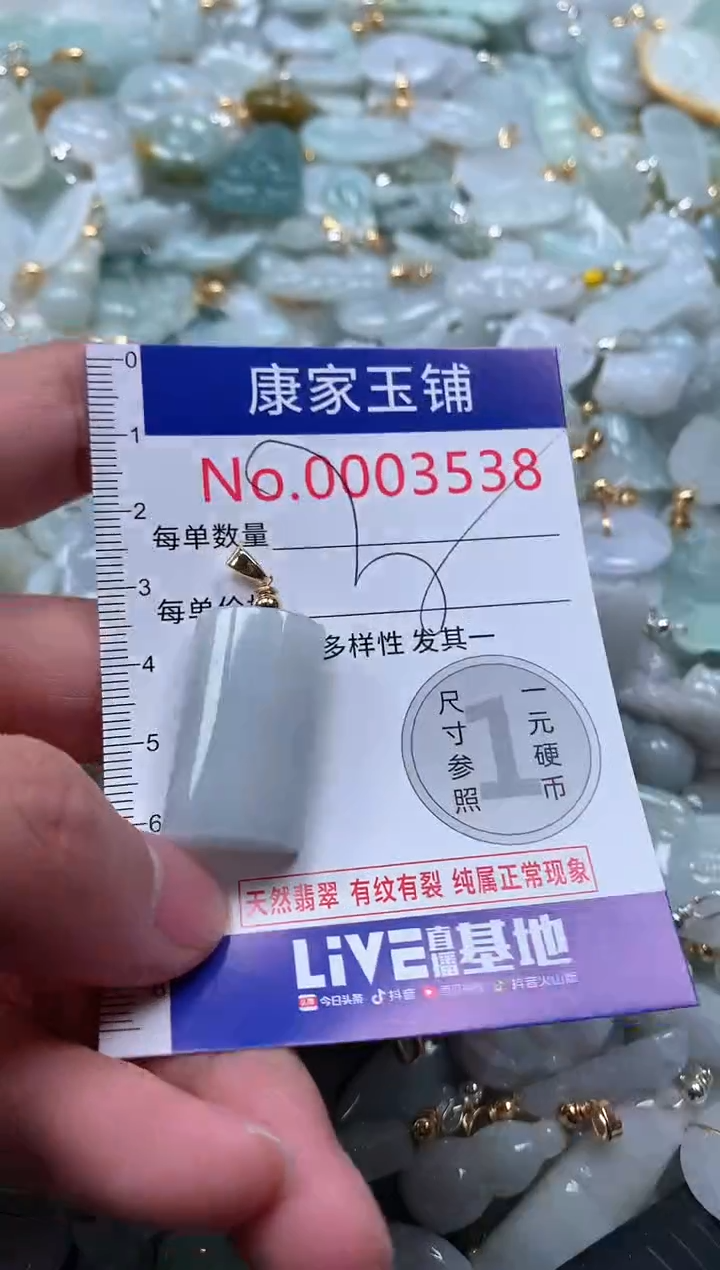 0
康家玉铺
1
No.0003538
2
每单数量
3
每单价
多样性 发其一
4
尺寸参照
1
一元硬币
5
6
天然翡翠 有纹有裂 纯属正常现象
LiVE直播基地
8
头条 今日头条 抖音 抖音火山版